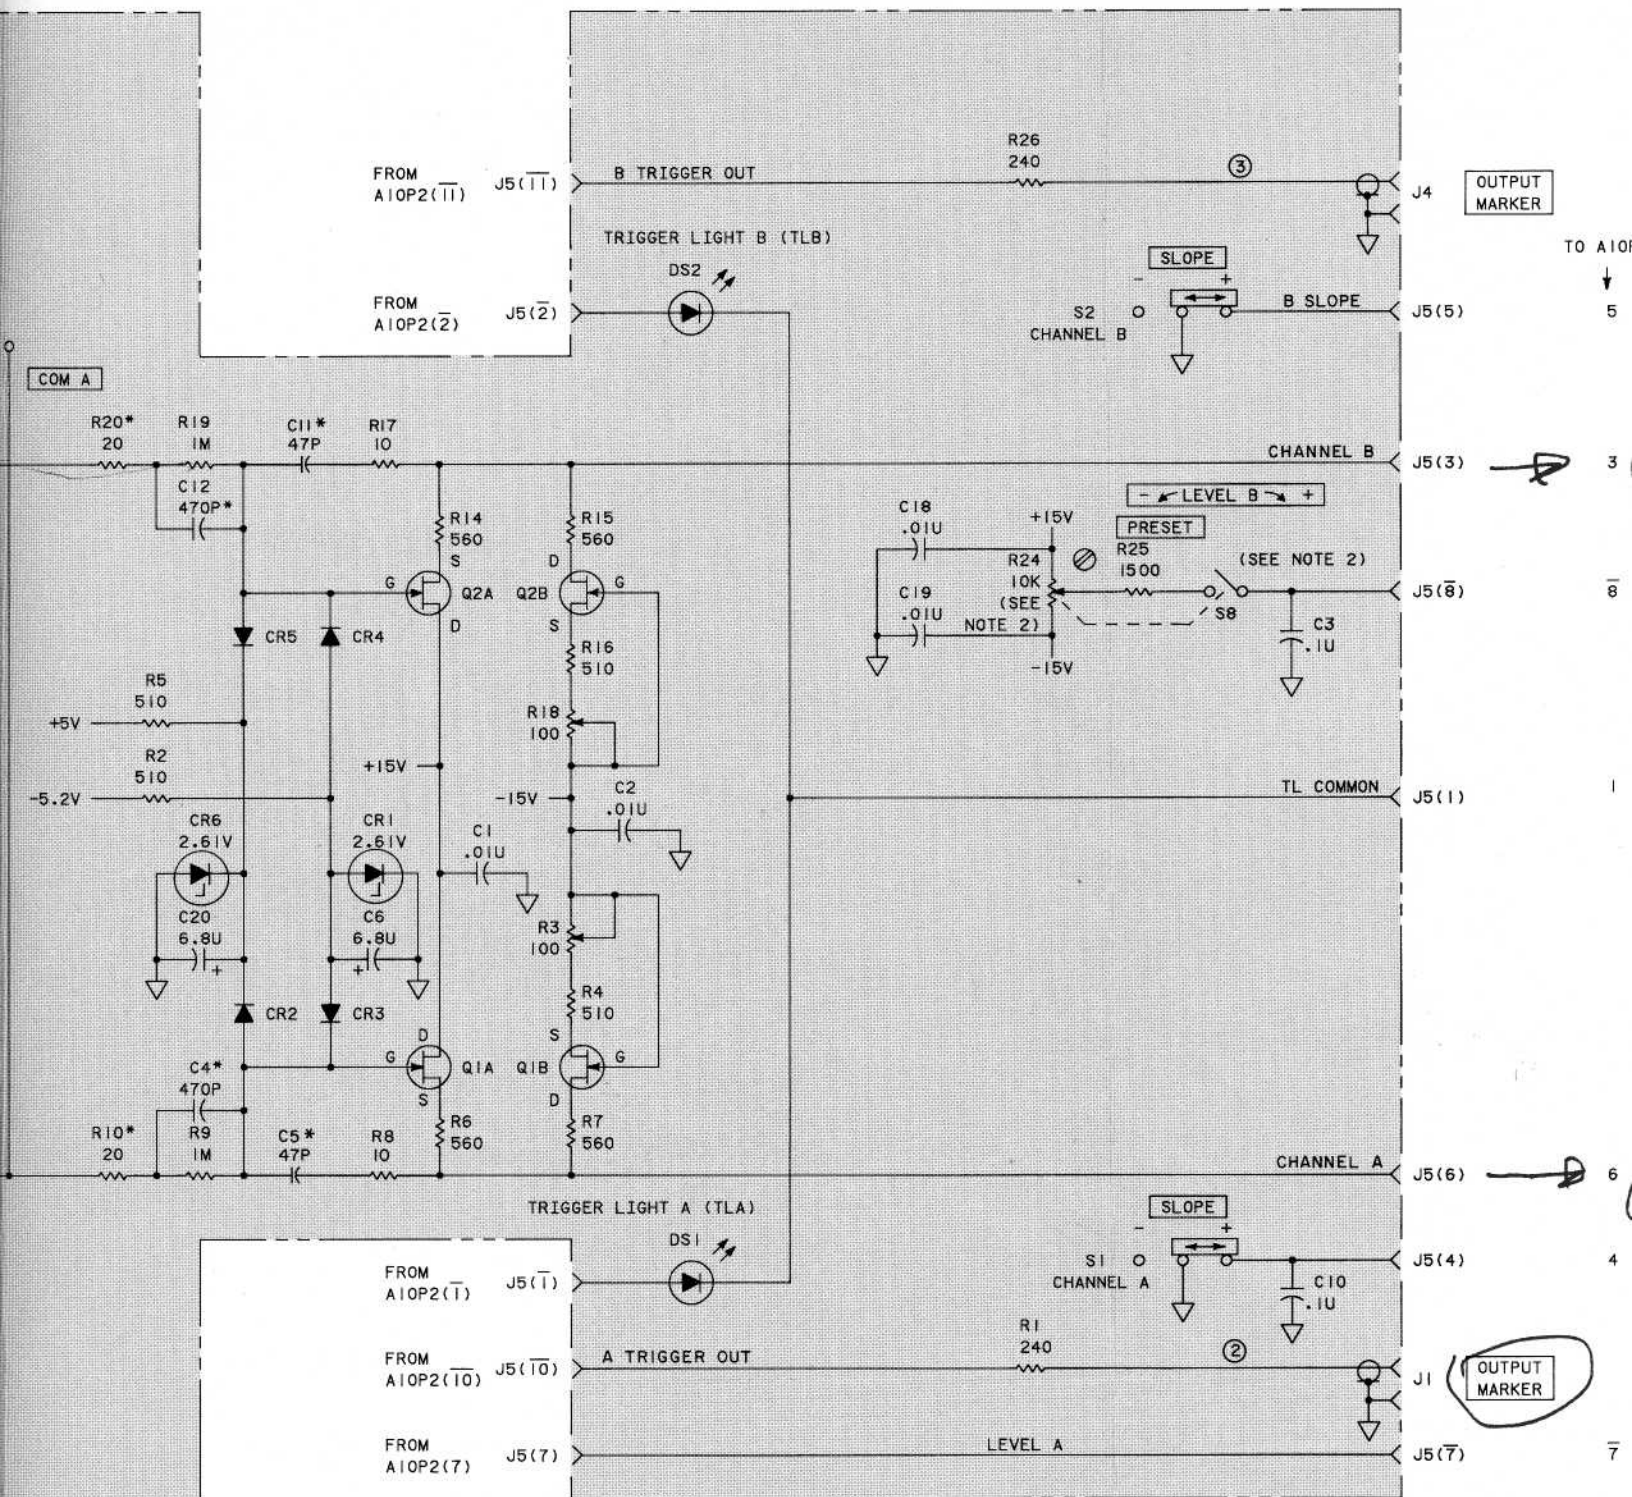 R26
240
③
FROM
A10P2(1̅1̅)
J5(1̅1̅)
B TRIGGER OUT
J4
OUTPUT
MARKER
TRIGGER LIGHT B (TLB)
DS2
SLOPE
- +
TO A10P
FROM
A10P2(2̅)
J5(2̅)
S2
CHANNEL B
B SLOPE
J5(5)
5
COM A
R20*
20
R19
1M
C11*
47P
R17
10
C12
470P*
CHANNEL B
J5(3)
3
- LEVEL B +
R14
560
S
R15
560
D
C18
.01U
+15V
PRESET
R24
10K
(SEE
NOTE 2)
R25
1500
(SEE NOTE 2)
G
Q2A
Q2B
G
C19
.01U
S8
J5(8̅)
8̅
D
S
CR5
CR4
R16
510
-15V
C3
.1U
R5
510
+5V
R18
100
R2
510
-5.2V
+15V
-15V
C2
.01U
TL COMMON
J5(1)
1
CR6
2.61V
CR1
2.61V
C1
.01U
C20
6.8U
+
C6
6.8U
+
R3
100
R4
510
CR2
CR3
D
S
G
Q1A
Q1B
G
C4*
470P
S
D
R10*
20
R9
1M
C5*
47P
R8
10
R6
560
R7
560
CHANNEL A
J5(6)
6
TRIGGER LIGHT A (TLA)
DS1
SLOPE
- +
FROM
A10P2(1̅)
J5(1̅)
S1
CHANNEL A
J5(4)
4
C10
.1U
R1
240
②
FROM
A10P2(1̅0̅)
J5(1̅0̅)
A TRIGGER OUT
J1
OUTPUT
MARKER
FROM
A10P2(7)
J5(7)
LEVEL A
J5(7̅)
7̅